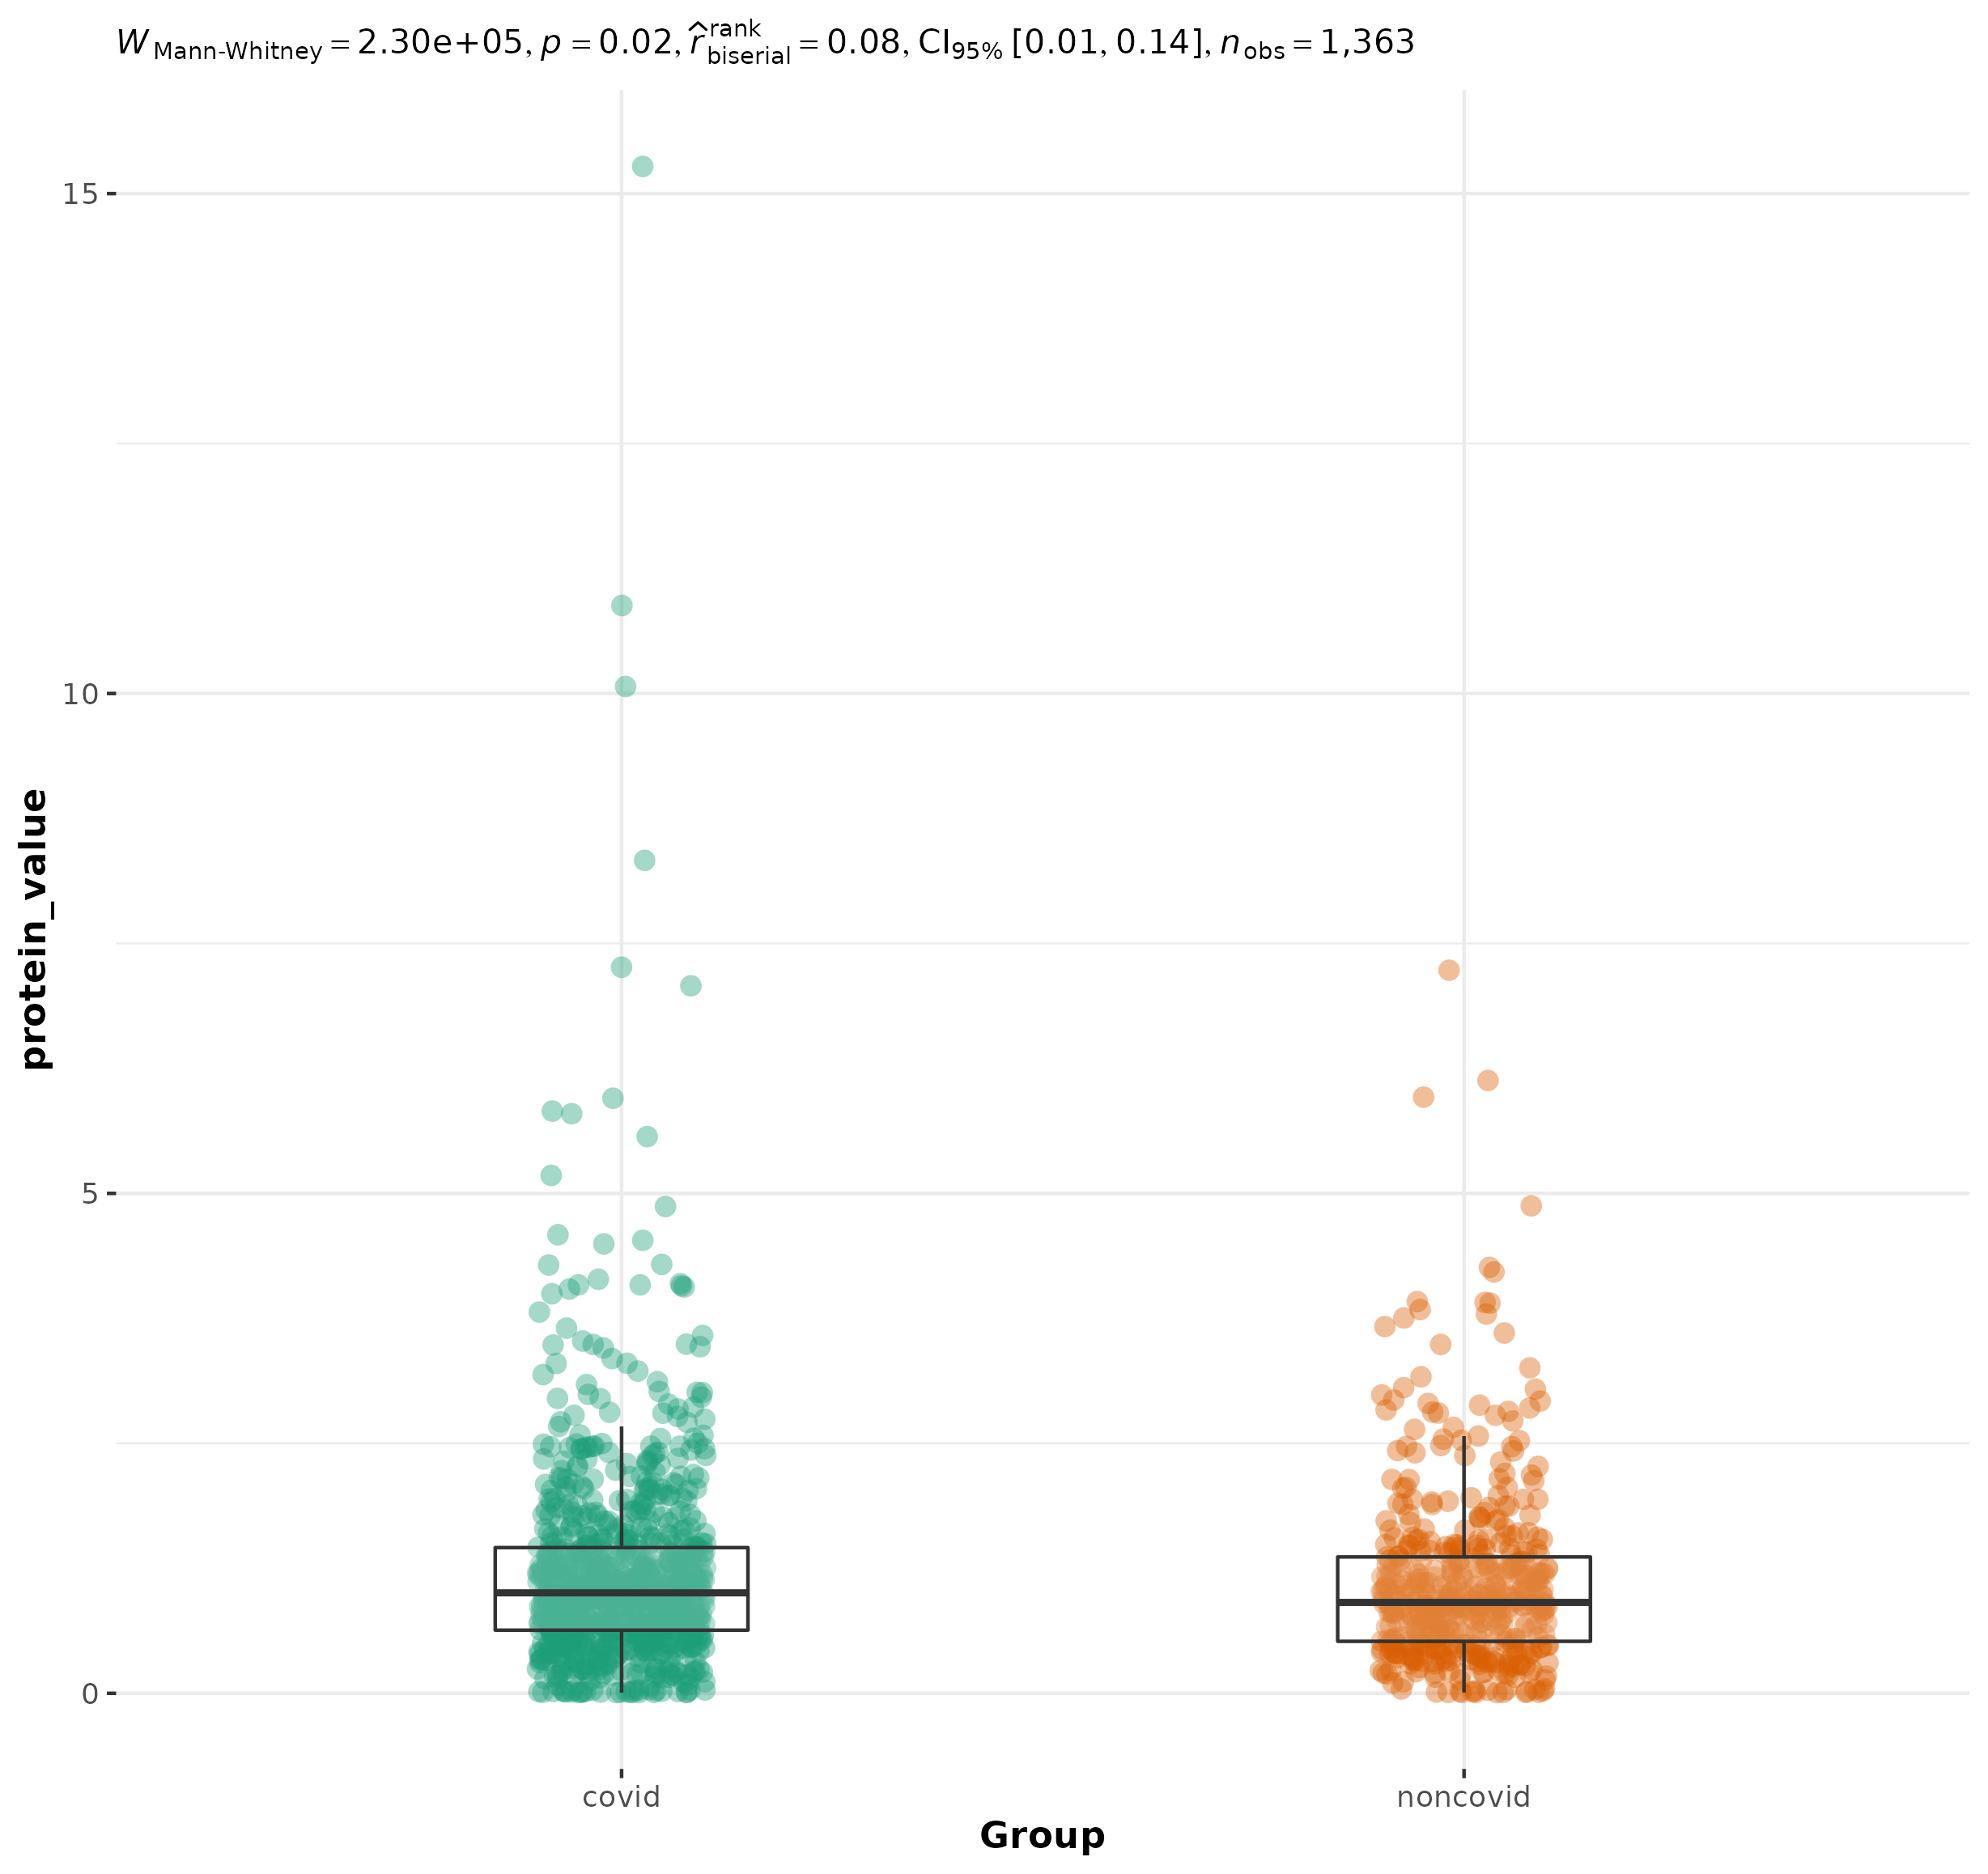 W Mann-Whitney = 2.30e+05, p = 0.02, r̂ rank biserial = 0.08, CI95% [0.01, 0.14], n obs = 1,363
15
10
5
0
protein_value
covid
noncovid
Group